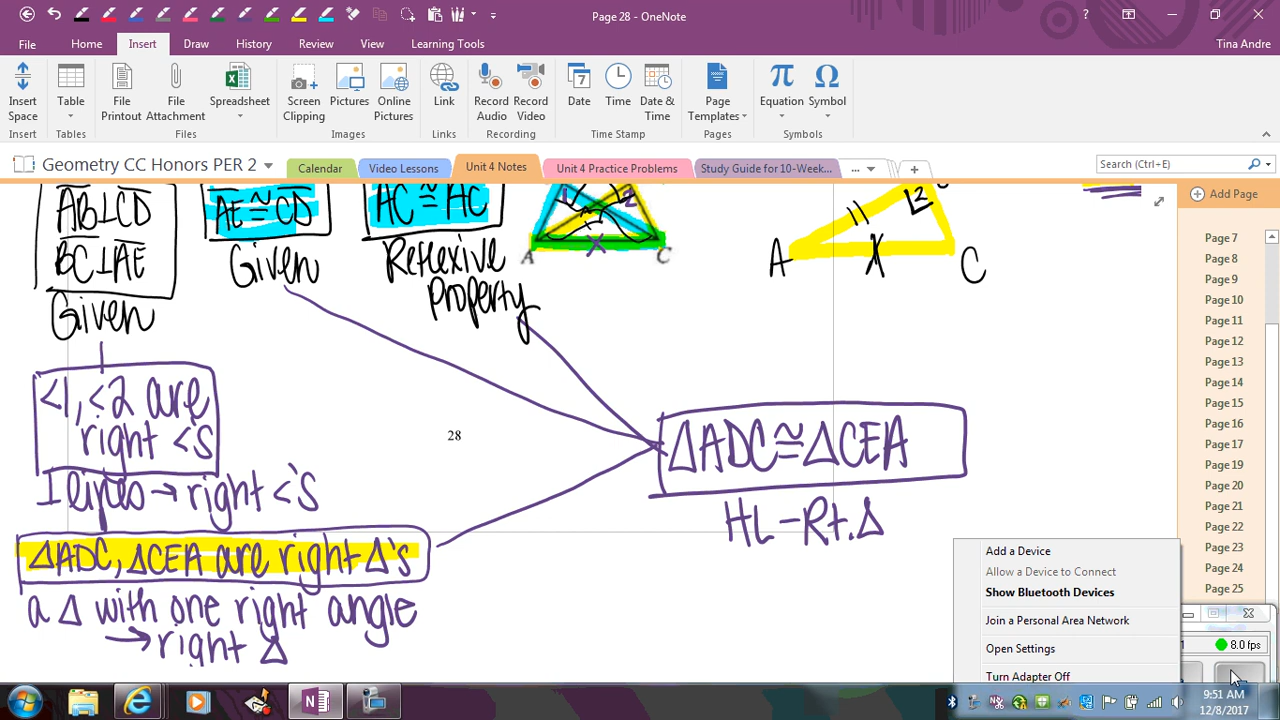 Page 28 - OneNote
?
File
Home
Insert
Draw
History
Review
View
Learning Tools
Tina Andre
Insert Space
Table
File Printout
File Attachment
Spreadsheet
Screen Clipping
Pictures
Online Pictures
Link
Record Audio
Record Video
Date
Time
Date & Time
Page Templates
Equation
Symbol
Insert
Tables
Files
Images
Links
Recording
Time Stamp
Pages
Symbols
Geometry CC Honors PER 2
Calendar
Video Lessons
Unit 4 Notes
Unit 4 Practice Problems
Study Guide for 10-Week...
...
Search (Ctrl+E)
Add Page
AB⊥CD
BC⊥AE
Given
AE≅CD
Given
AC≅AC
Reflexive
Property
1
2
X
A
C
2
X
A
C
<1, <2 are
right <'s
⊥ lines → right <'s
ΔADC, ΔCEA are right Δ's
a Δ with one right angle
→ right Δ
28
ΔADC≅ΔCEA
HL - Rt. Δ
Page 7
Page 8
Page 9
Page 10
Page 11
Page 12
Page 13
Page 14
Page 15
Page 16
Page 17
Page 18
Page 19
Page 20
Page 21
Page 22
Page 23
Page 24
Page 25
Add a Device
Allow a Device to Connect
Show Bluetooth Devices
Join a Personal Area Network
Open Settings
Turn Adapter Off
1
8.0 fps
9:51 AM
12/8/2017